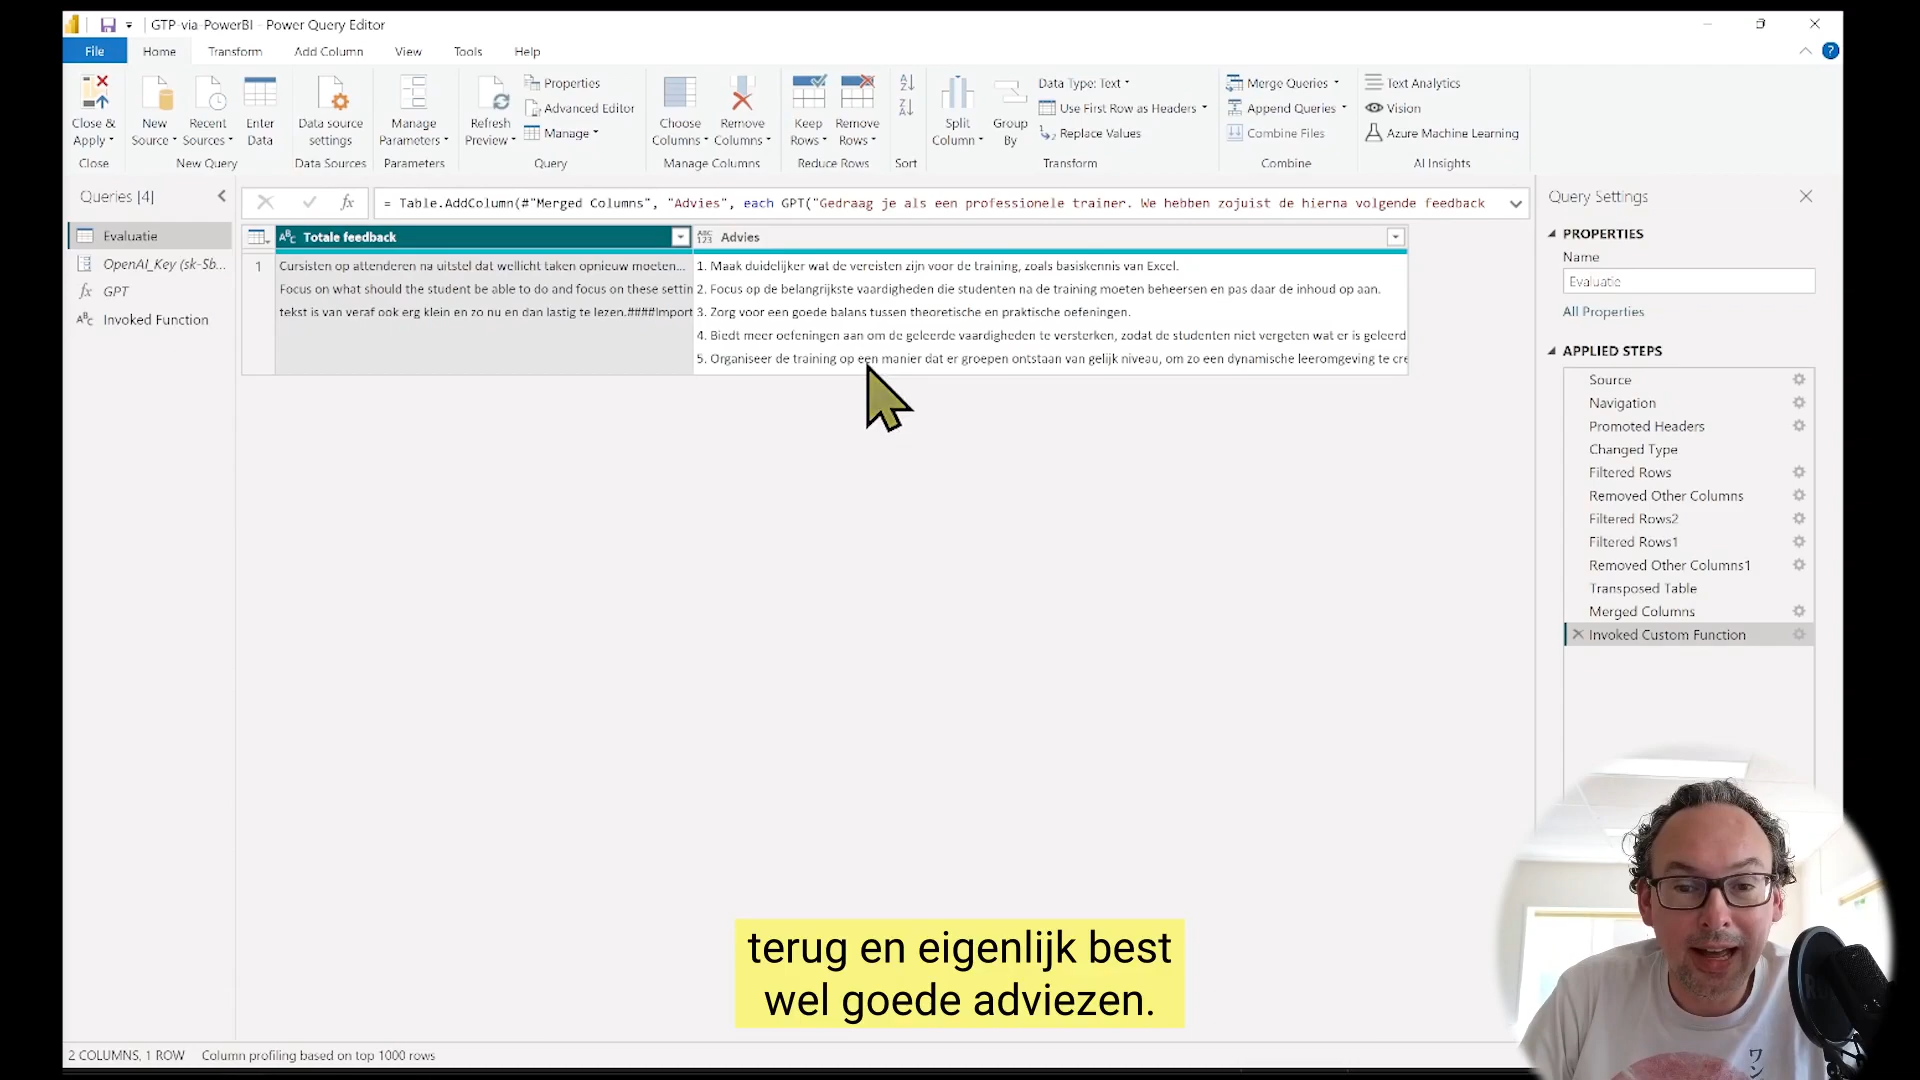 GTP-via-PowerBI - Power Query Editor
File Home Transform Add Column View Tools Help
Close & Apply
Close
New Source
Recent Sources
Enter Data
New Query
Data source settings
Data Sources
Manage Parameters
Parameters
Refresh Preview
Properties
Advanced Editor
Manage
Query
Choose Columns
Remove Columns
Manage Columns
Keep Rows
Remove Rows
Reduce Rows
Sort
Split Column
Group By
Data Type: Text
Use First Row as Headers
Replace Values
Transform
Merge Queries
Append Queries
Combine Files
Combine
Text Analytics
Vision
Azure Machine Learning
AI Insights
Queries [4]
Evaluatie
OpenAI_Key (sk-5b...
fx GPT
ABC Invoked Function
fx = Table.AddColumn(#"Merged Columns", "Advies", each GPT("Gedraag je als een professionele trainer. We hebben zojuist de hierna volgende feedback
ABC Totale feedback
ABC 123 Advies
1 Cursisten op attenderen na uitstel dat wellicht taken opnieuw moeten...
Focus on what should the student be able to do and focus on these settin
tekst is van veraf ook erg klein en zo nu en dan lastig te lezen.####Import
1. Maak duidelijker wat de vereisten zijn voor de training, zoals basiskennis van Excel.
2. Focus op de belangrijkste vaardigheden die studenten na de training moeten beheersen en pas daar de inhoud op aan.
3. Zorg voor een goede balans tussen theoretische en praktische oefeningen.
4. Biedt meer oefeningen aan om de geleerde vaardigheden te versterken, zodat de studenten niet vergeten wat er is geleerd
5. Organiseer de training op een manier dat er groepen ontstaan van gelijk niveau, om zo een dynamische leeromgeving te cre
Query Settings
PROPERTIES
Name
Evaluatie
All Properties
APPLIED STEPS
Source
Navigation
Promoted Headers
Changed Type
Filtered Rows
Removed Other Columns
Filtered Rows2
Filtered Rows1
Removed Other Columns1
Transposed Table
Merged Columns
Invoked Custom Function
terug en eigenlijk best
wel goede adviezen.
2 COLUMNS, 1 ROW Column profiling based on top 1000 rows